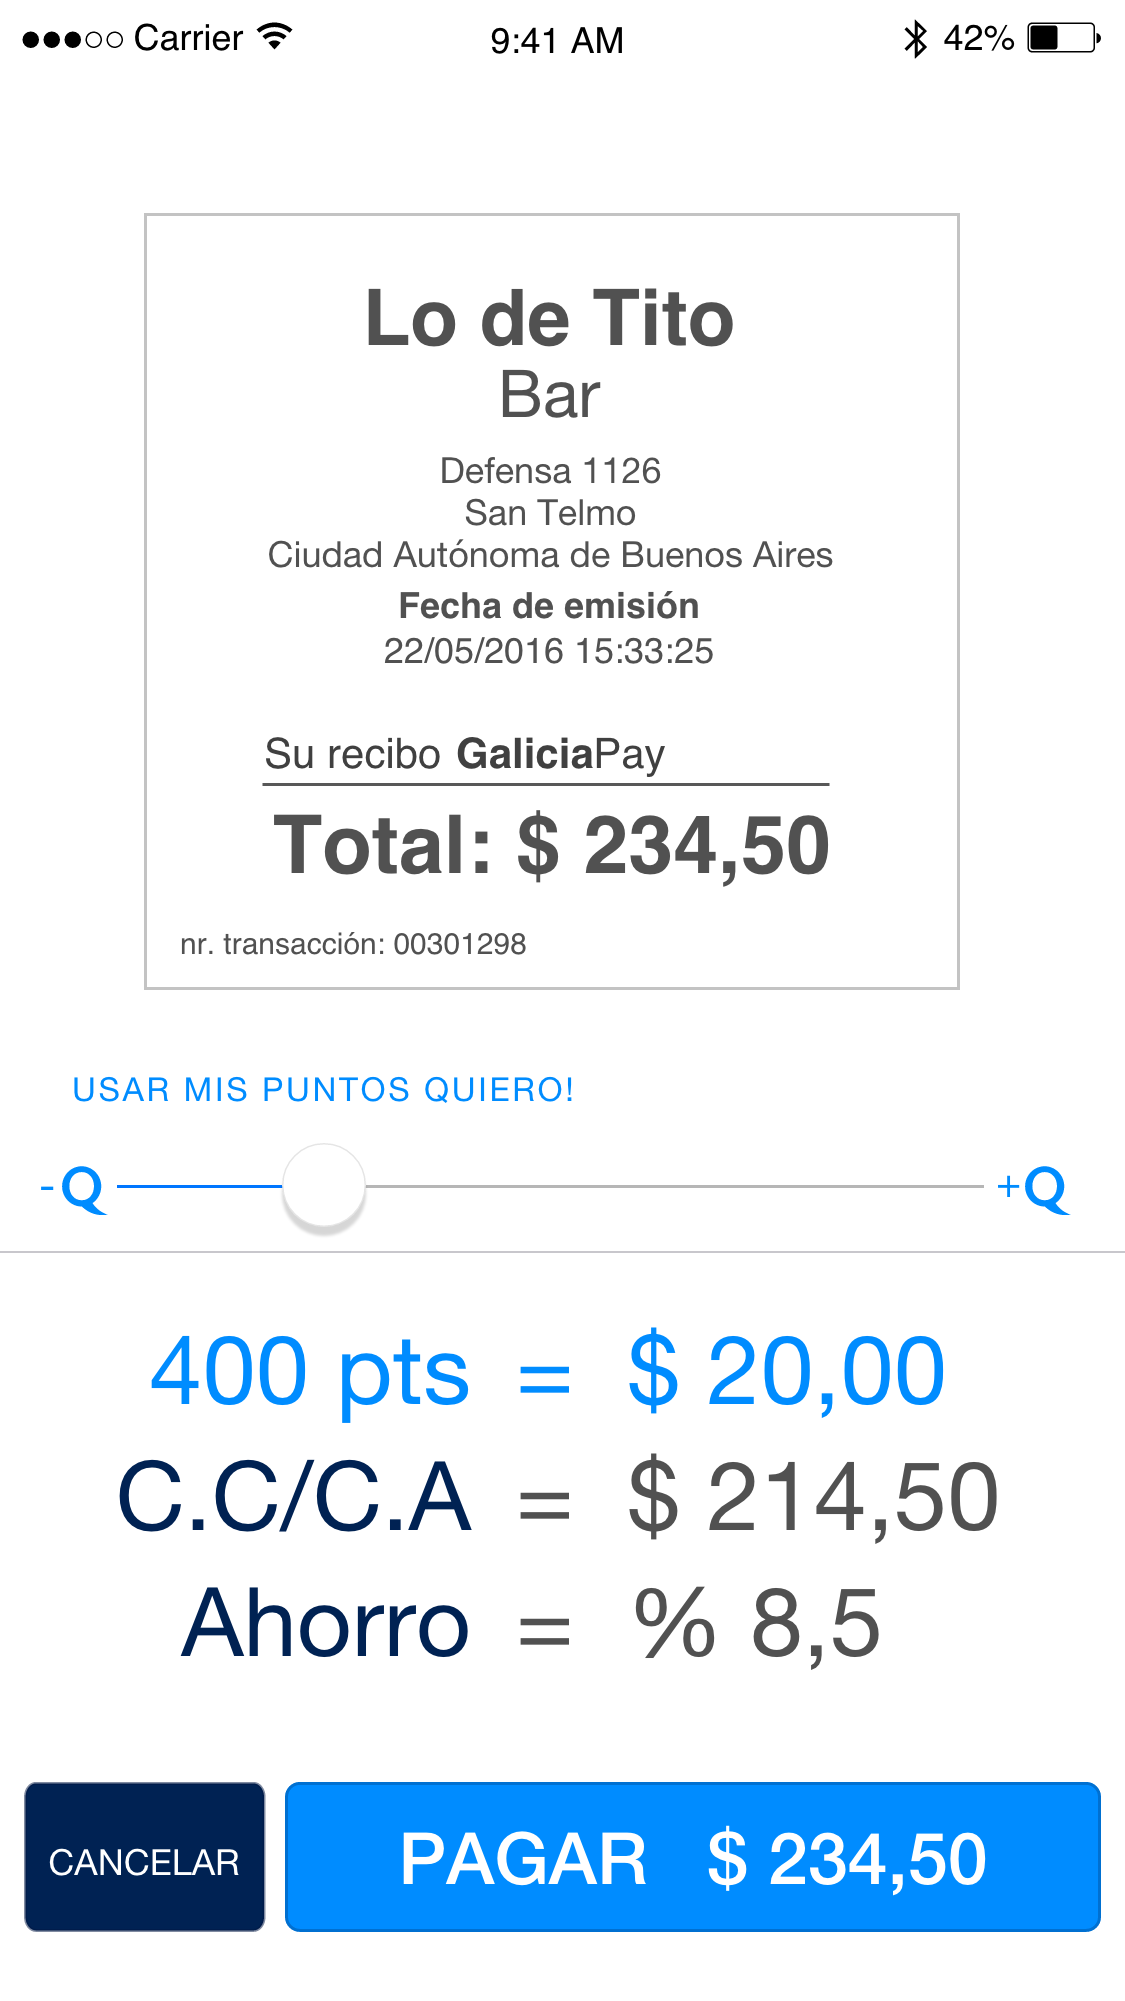 Carrier 9:41 AM 42%
Lo de Tito
Bar
Defensa 1126
San Telmo
Ciudad Autónoma de Buenos Aires
Fecha de emisión
22/05/2016 15:33:25
Su recibo GaliciaPay
Total: $ 234,50
nr. transacción: 00301298
USAR MIS PUNTOS QUIERO!
-Q +Q
400 pts = $ 20,00
C.C/C.A = $ 214,50
Ahorro = % 8,5
CANCELAR PAGAR $ 234,50